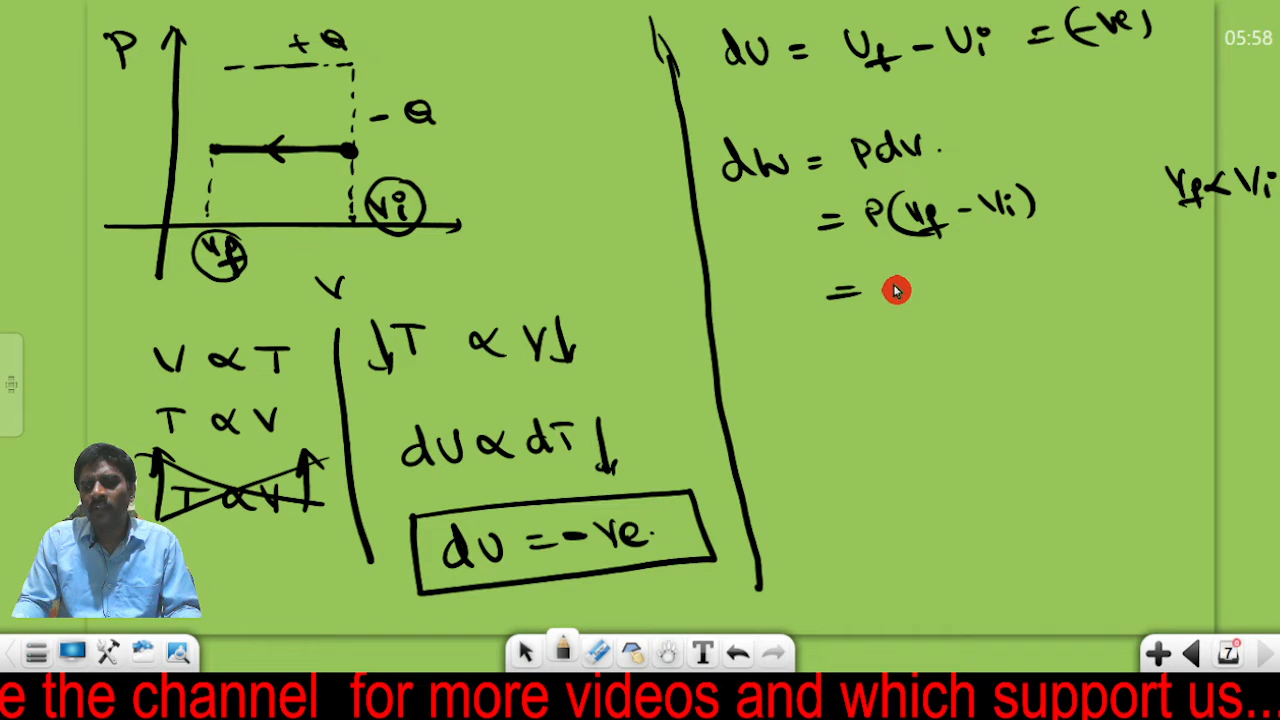 P
+Q
-Q
Vi
Vf
V
V ∝ T
T ∝ V
T ∝ V
↓T ∝ V↓
dU ∝ dT↓
dU = -ve.
dU = Uf - Ui = (-ve)
dW = PdV.
= P(Vf - Vi)
=
Vf < Vi
05:58
7
T
e the channel for more videos and which support us...